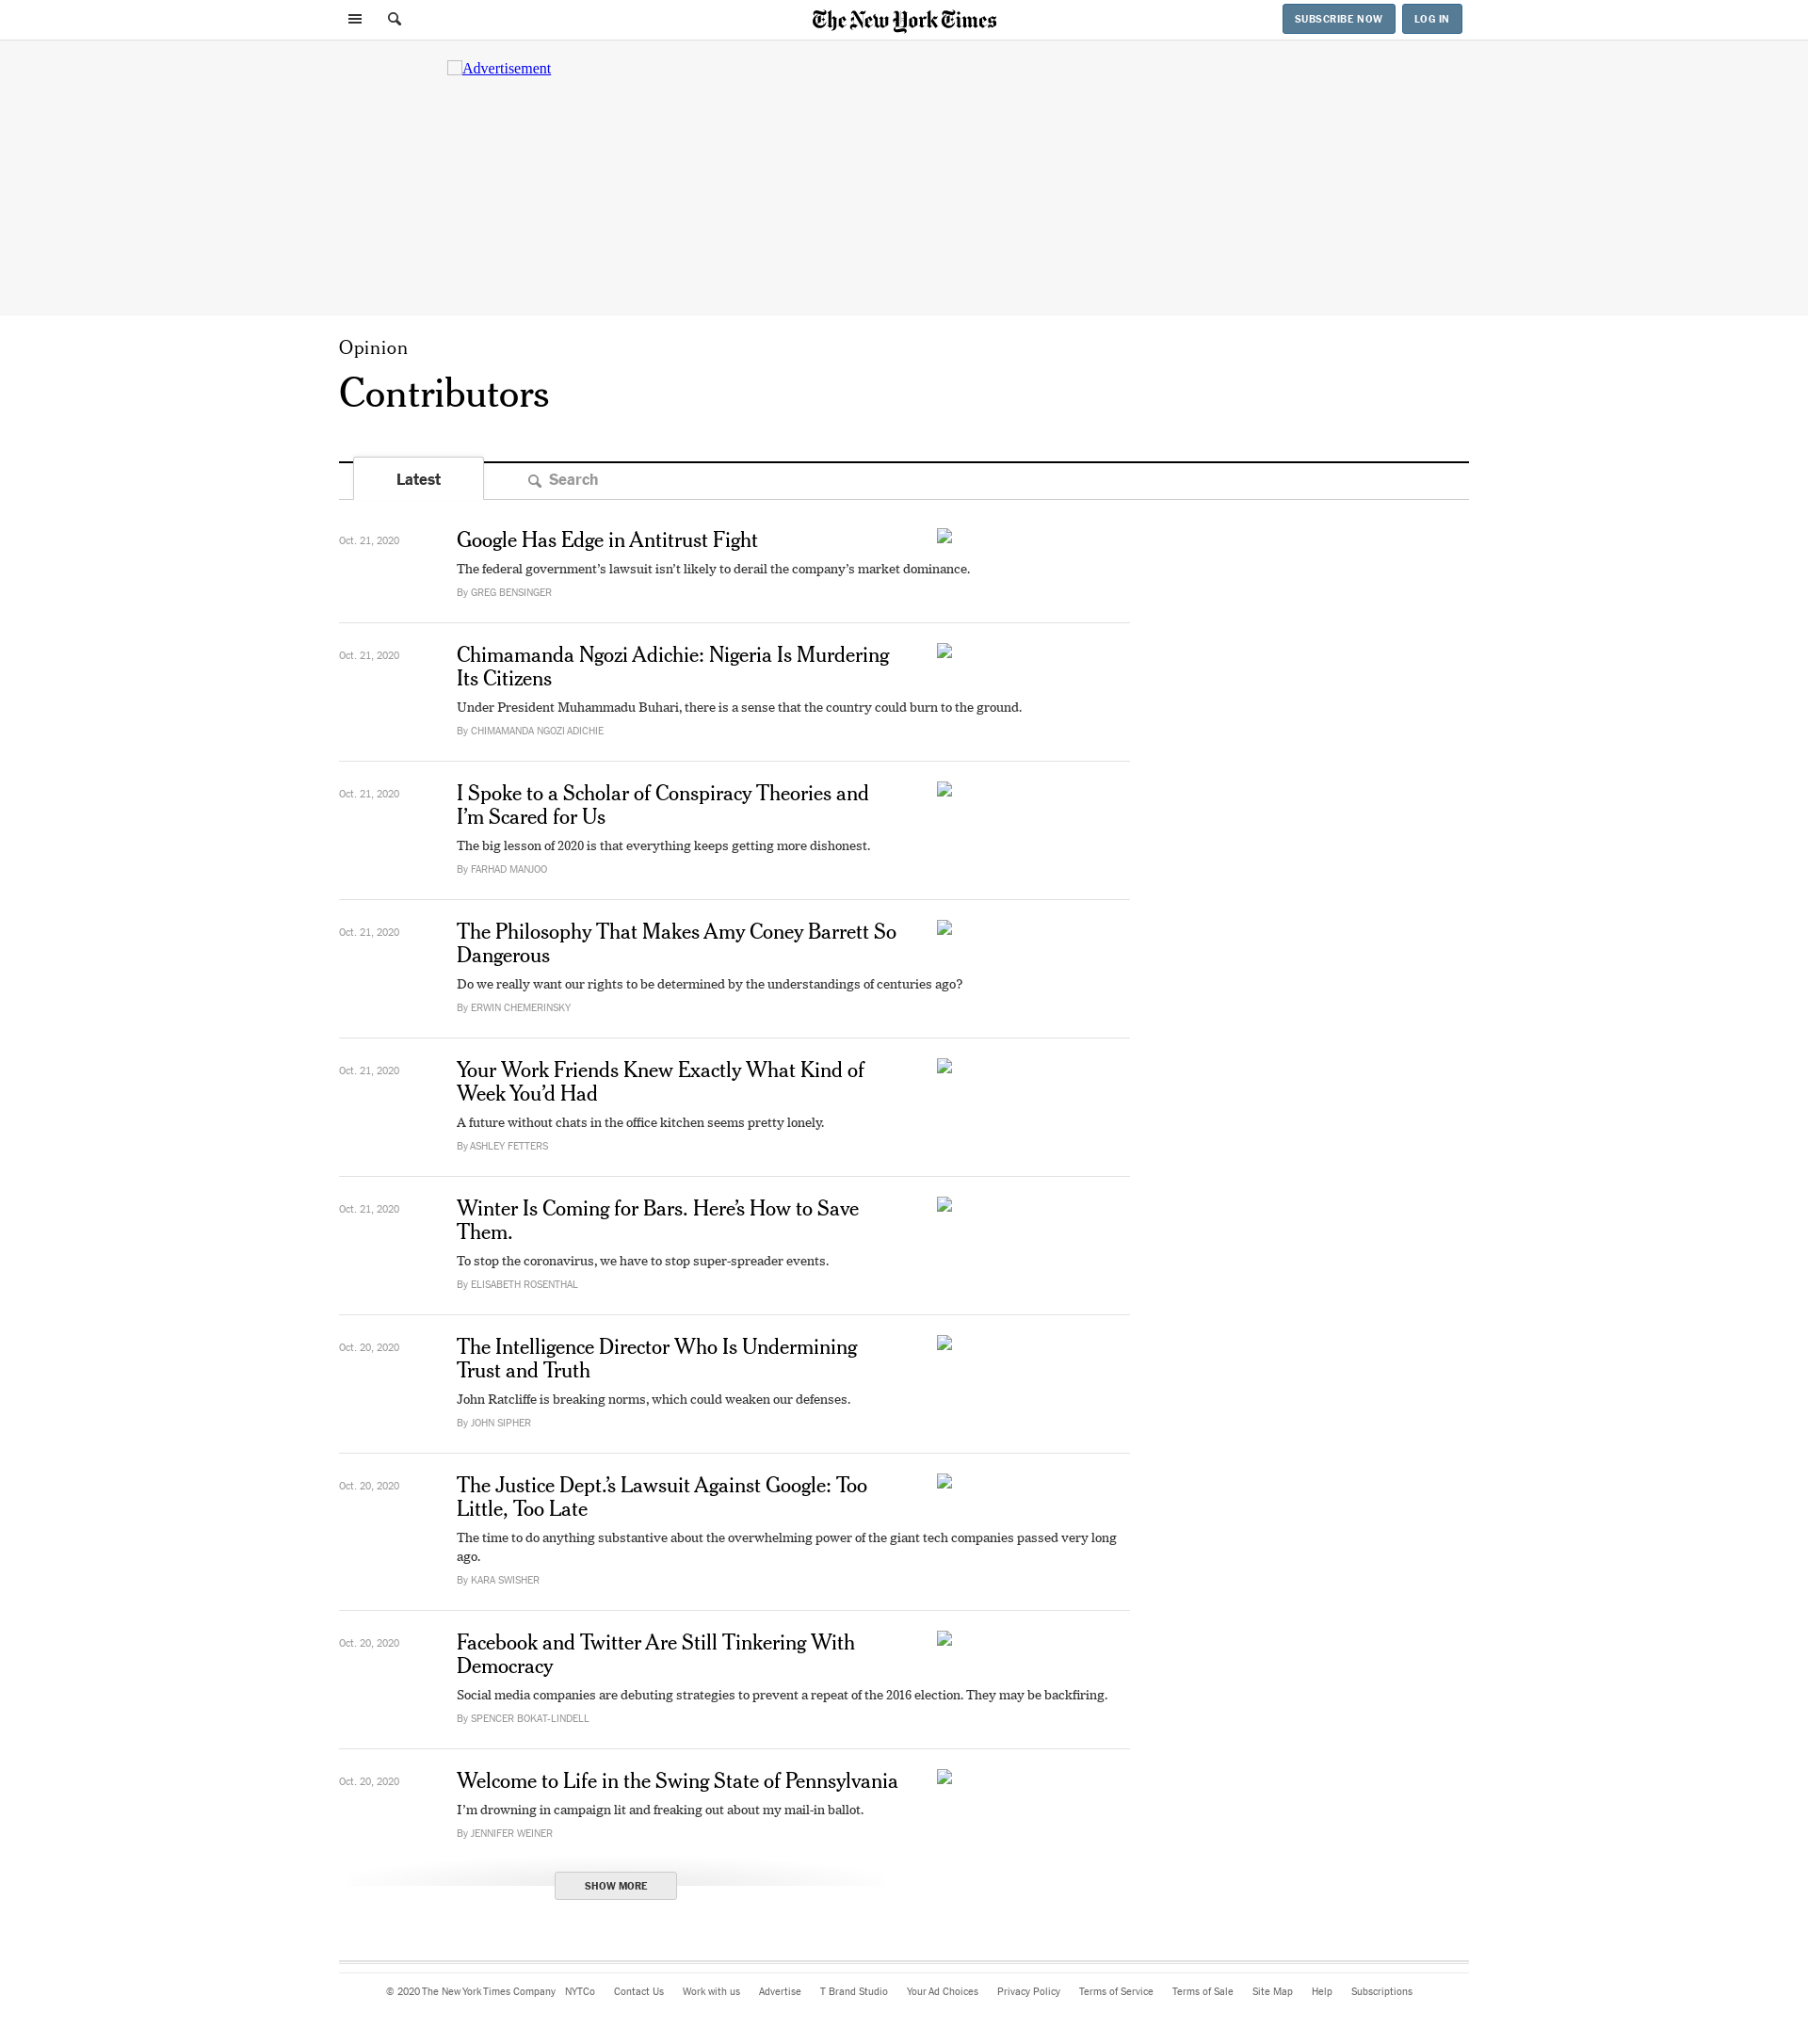 The New York Times
SUBSCRIBE NOW
LOG IN
Advertisement
Opinion
Contributors
Latest
Search
Oct. 21, 2020
Google Has Edge in Antitrust Fight
The federal government’s lawsuit isn’t likely to derail the company’s market dominance.
By GREG BENSINGER
Oct. 21, 2020
Chimamanda Ngozi Adichie: Nigeria Is Murdering
Its Citizens
Under President Muhammadu Buhari, there is a sense that the country could burn to the ground.
By CHIMAMANDA NGOZI ADICHIE
Oct. 21, 2020
I Spoke to a Scholar of Conspiracy Theories and
I’m Scared for Us
The big lesson of 2020 is that everything keeps getting more dishonest.
By FARHAD MANJOO
Oct. 21, 2020
The Philosophy That Makes Amy Coney Barrett So
Dangerous
Do we really want our rights to be determined by the understandings of centuries ago?
By ERWIN CHEMERINSKY
Oct. 21, 2020
Your Work Friends Knew Exactly What Kind of
Week You’d Had
A future without chats in the office kitchen seems pretty lonely.
By ASHLEY FETTERS
Oct. 21, 2020
Winter Is Coming for Bars. Here’s How to Save
Them.
To stop the coronavirus, we have to stop super-spreader events.
By ELISABETH ROSENTHAL
Oct. 20, 2020
The Intelligence Director Who Is Undermining
Trust and Truth
John Ratcliffe is breaking norms, which could weaken our defenses.
By JOHN SIPHER
Oct. 20, 2020
The Justice Dept.’s Lawsuit Against Google: Too
Little, Too Late
The time to do anything substantive about the overwhelming power of the giant tech companies passed very long
ago.
By KARA SWISHER
Oct. 20, 2020
Facebook and Twitter Are Still Tinkering With
Democracy
Social media companies are debuting strategies to prevent a repeat of the 2016 election. They may be backfiring.
By SPENCER BOKAT-LINDELL
Oct. 20, 2020
Welcome to Life in the Swing State of Pennsylvania
I’m drowning in campaign lit and freaking out about my mail-in ballot.
By JENNIFER WEINER
SHOW MORE
© 2020 The New York Times Company NYTCo Contact Us Work with us Advertise T Brand Studio Your Ad Choices Privacy Policy Terms of Service Terms of Sale Site Map Help Subscriptions